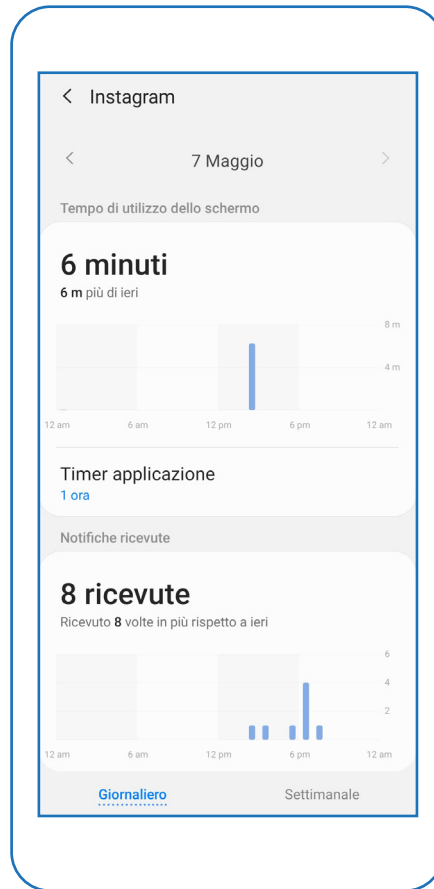 Instagram
7 Maggio
Tempo di utilizzo dello schermo
6 minuti
6 m più di ieri
8 m
4 m
12 am 6 am 12 pm 6 pm 12 am
Timer applicazione
1 ora
Notifiche ricevute
8 ricevute
Ricevuto 8 volte in più rispetto a ieri
6
4
2
12 am 6 am 12 pm 6 pm 12 am
Giornaliero Settimanale